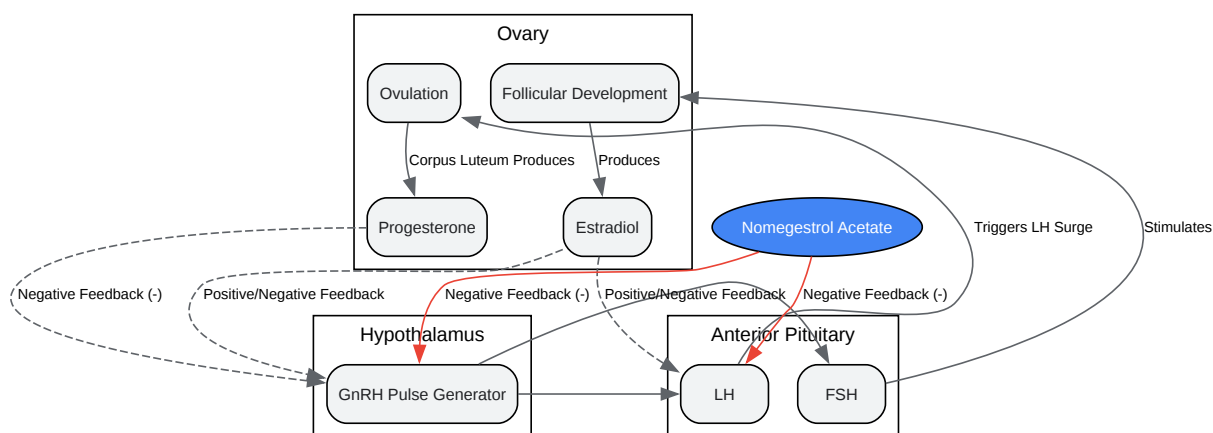 Ovary
Ovulation
Follicular Development
Corpus Luteum Produces
Produces
Progesterone
Estradiol
Nomegestrol Acetate
Triggers LH Surge
Stimulates
Negative Feedback (-)
Positive/Negative Feedback
Negative Feedback (-)
Positive/Negative Feedback
Negative Feedback (-)
Hypothalamus
Anterior Pituitary
GnRH Pulse Generator
LH
FSH